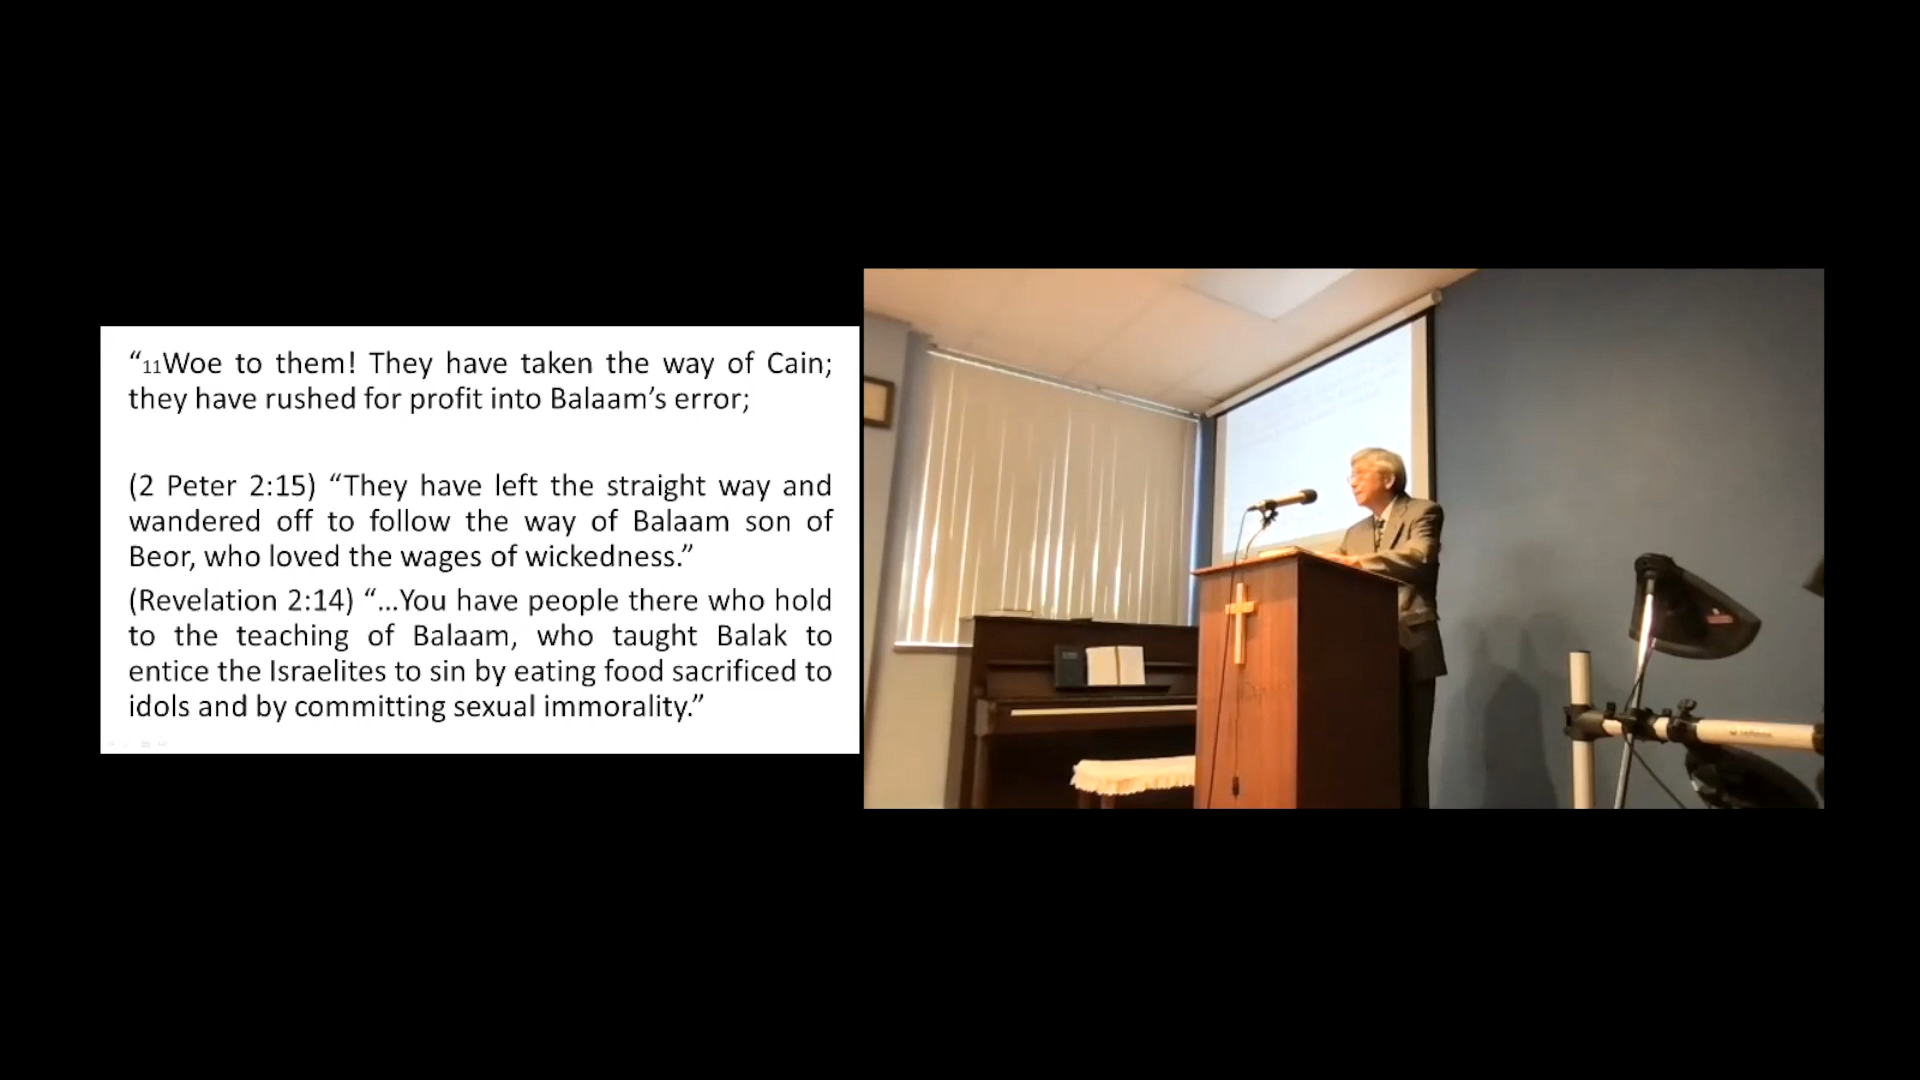 “11Woe to them! They have taken the way of Cain;
they have rushed for profit into Balaam’s error;
(2 Peter 2:15) “They have left the straight way and
wandered off to follow the way of Balaam son of
Beor, who loved the wages of wickedness.”
(Revelation 2:14) “...You have people there who hold
to the teaching of Balaam, who taught Balak to
entice the Israelites to sin by eating food sacrificed to
idols and by committing sexual immorality.”